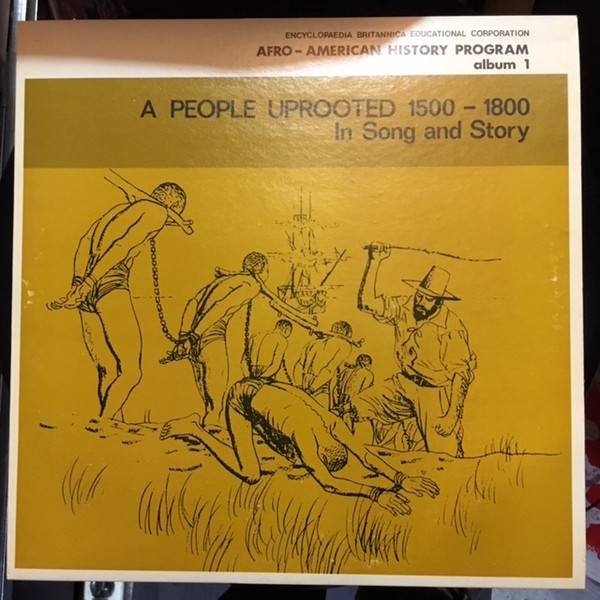 ENCYCLOPAEDIA BRITANNICA EDUCATIONAL CORPORATION
AFRO-AMERICAN HISTORY PROGRAM
album 1
A PEOPLE UPROOTED 1500-1800
In Song and Story